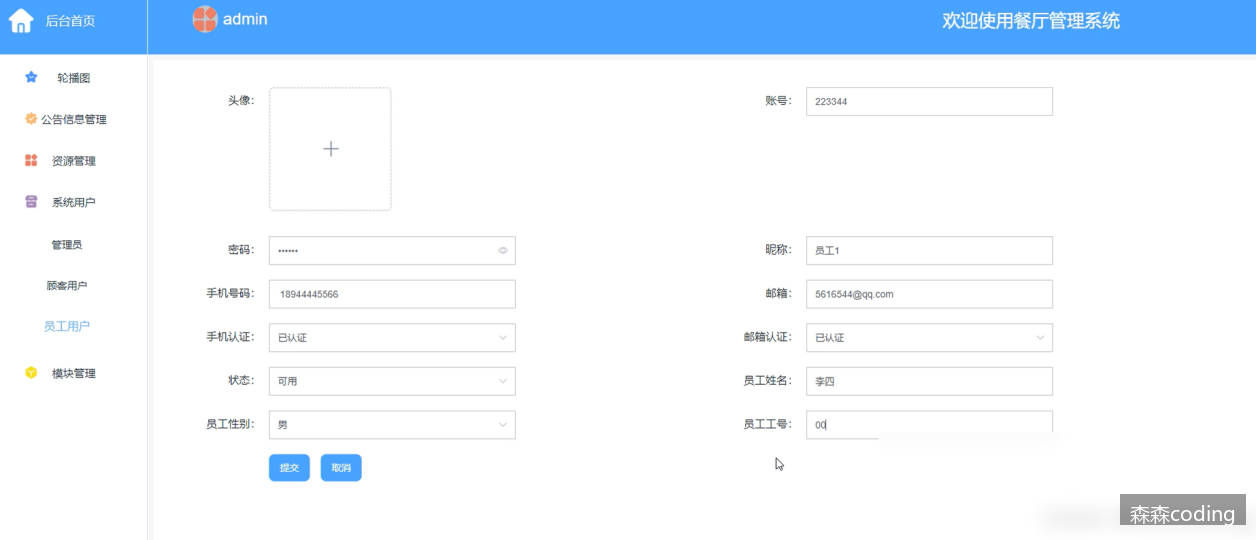 后台首页
admin
欢迎使用餐厅管理系统
轮播图
公告信息管理
资源管理
系统用户
管理员
顾客用户
员工用户
模块管理
头像:
账号: 223344
密码: ••••••
昵称: 员工1
手机号码: 18944445566
邮箱: 5616544@qq.com
手机认证: 已认证
邮箱认证: 已认证
状态: 可用
员工姓名: 李四
员工性别: 男
员工工号: 00
提交 取消
森森coding